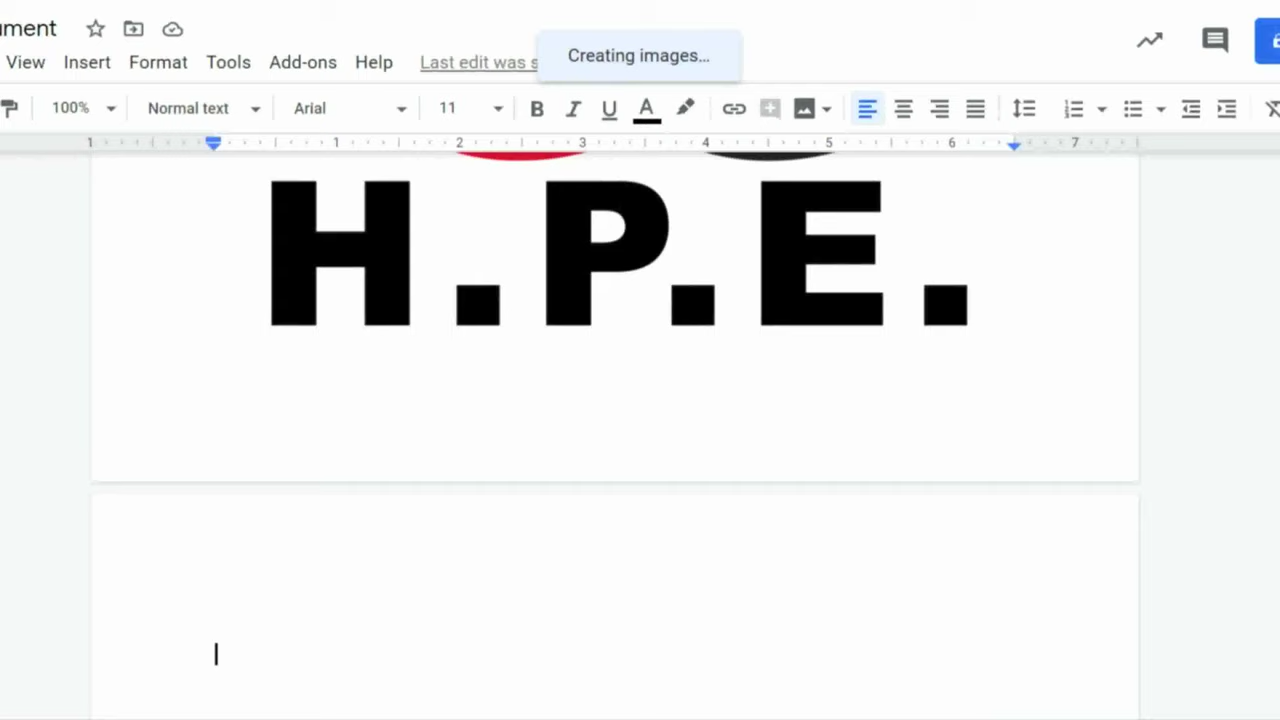 ument
View Insert Format Tools Add-ons Help Last edit was s
Creating images...
100% Normal text Arial 11 B I U A
1 1 2 3 4 5 6 7
H.P.E.